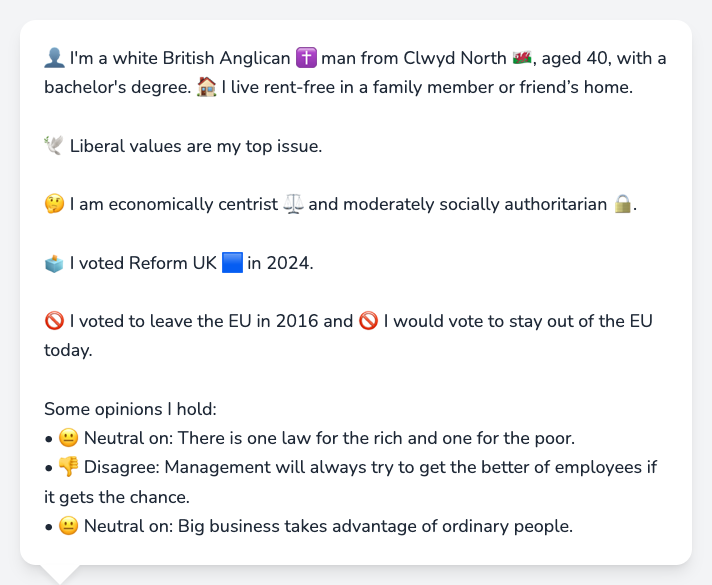 👤 I'm a white British Anglican ✝️ man from Clwyd North 🏴󠁧󠁢󠁷󠁬󠁳󠁿, aged 40, with a
bachelor's degree. 🏠 I live rent-free in a family member or friend’s home.
🕊️ Liberal values are my top issue.
🤔 I am economically centrist ⚖️ and moderately socially authoritarian 🔒.
🗳️ I voted Reform UK 🟦 in 2024.
🚫 I voted to leave the EU in 2016 and 🚫 I would vote to stay out of the EU
today.
Some opinions I hold:
• 😐 Neutral on: There is one law for the rich and one for the poor.
• 👎 Disagree: Management will always try to get the better of employees if
it gets the chance.
• 😐 Neutral on: Big business takes advantage of ordinary people.